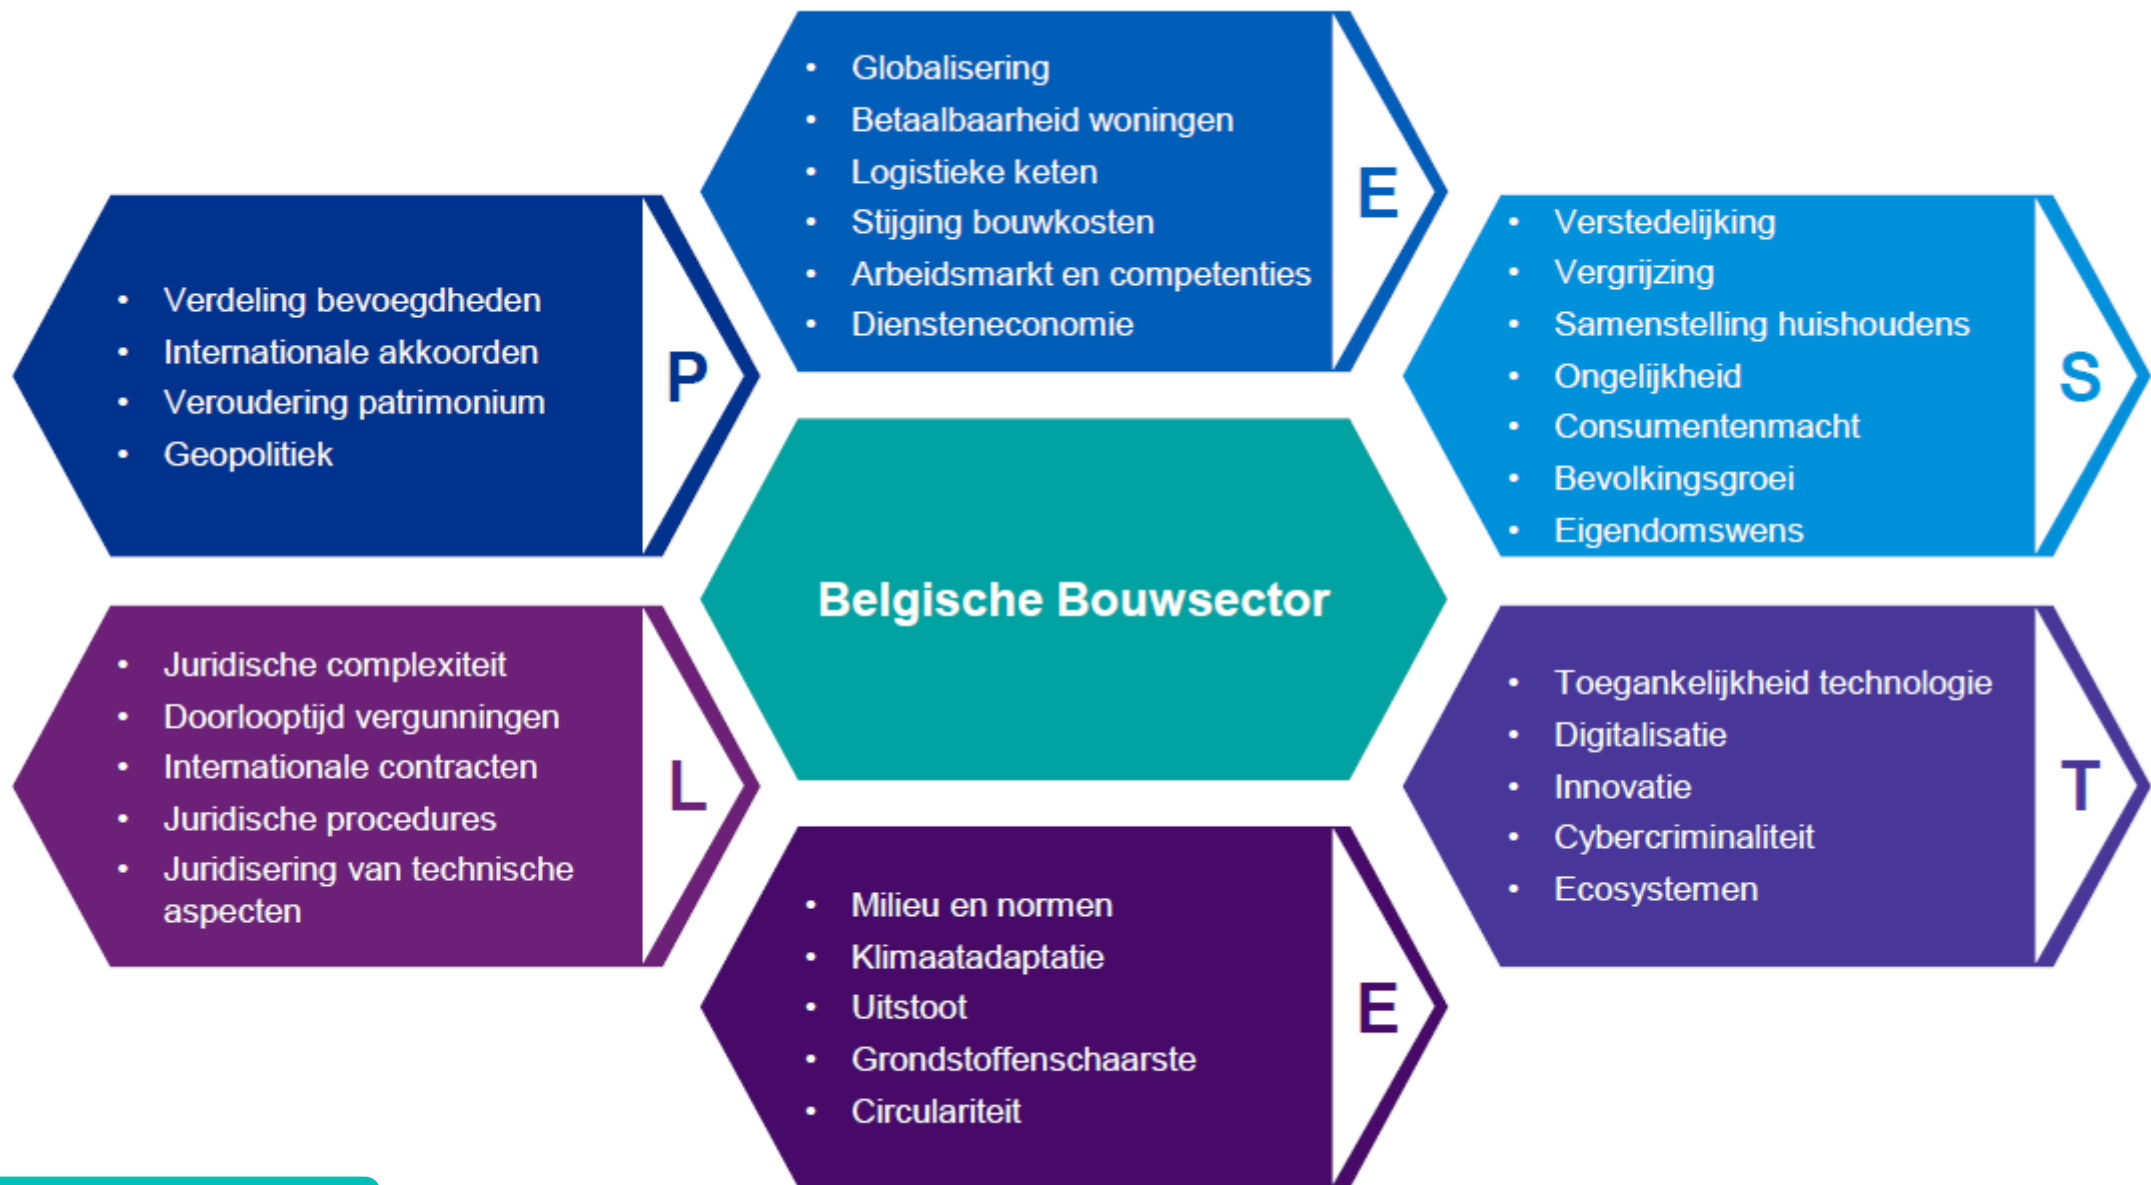 Globalisering
Betaalbaarheid woningen
Logistieke keten
Stijging bouwkosten
Arbeidsmarkt en competenties
Diensteneconomie
E
Verdeling bevoegdheden
Internationale akkoorden
Veroudering patrimonium
Geopolitiek
P
Verstedelijking
Vergrijzing
Samenstelling huishoudens
Ongelijkheid
Consumentenmacht
Bevolkingsgroei
Eigendomswens
S
Belgische Bouwsector
Juridische complexiteit
Doorlooptijd vergunningen
Internationale contracten
Juridische procedures
Juridisering van technische
aspecten
L
Toegankelijkheid technologie
Digitalisatie
Innovatie
Cybercriminaliteit
Ecosystemen
T
Milieu en normen
Klimaatadaptatie
Uitstoot
Grondstoffenschaarste
Circulariteit
E